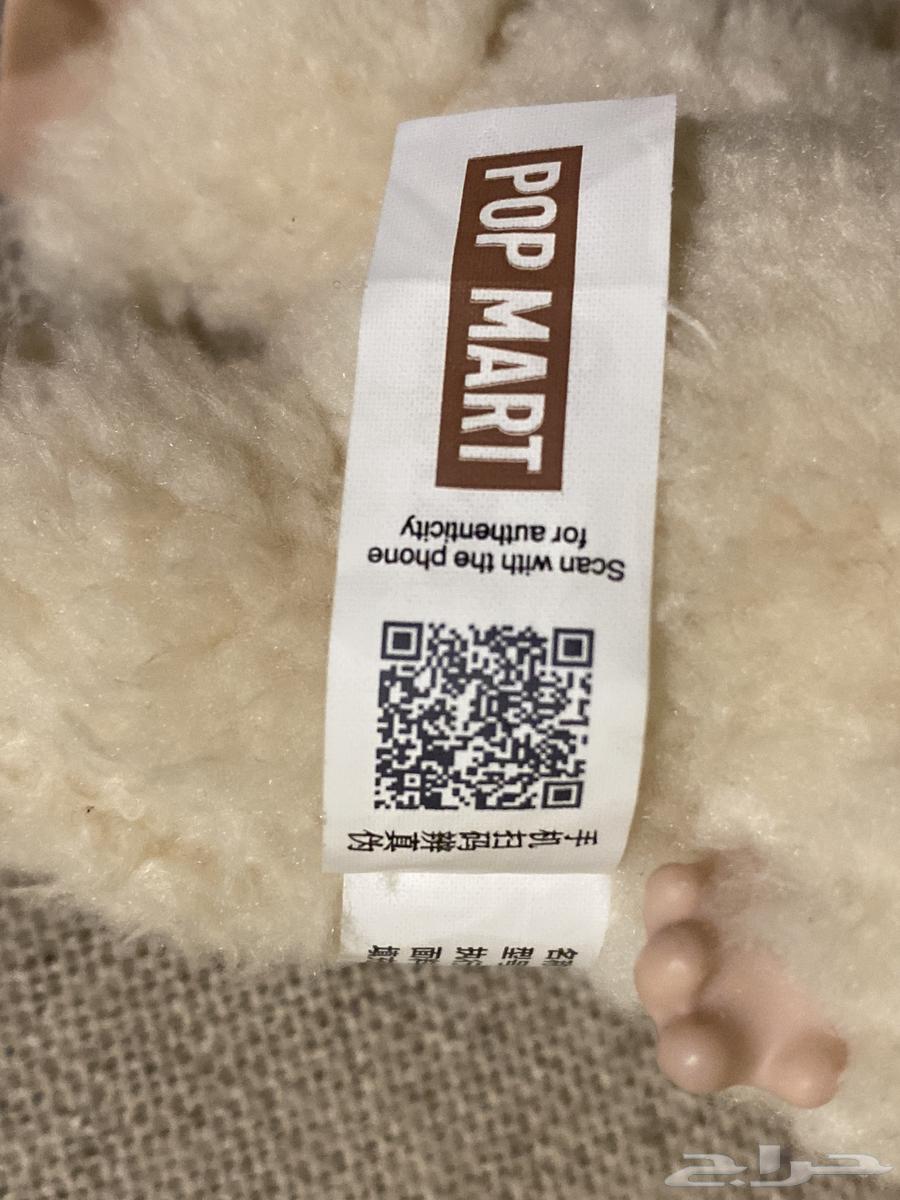 POP MART
Scan with the phone
for authenticity
手机扫码辨真伪
حراج